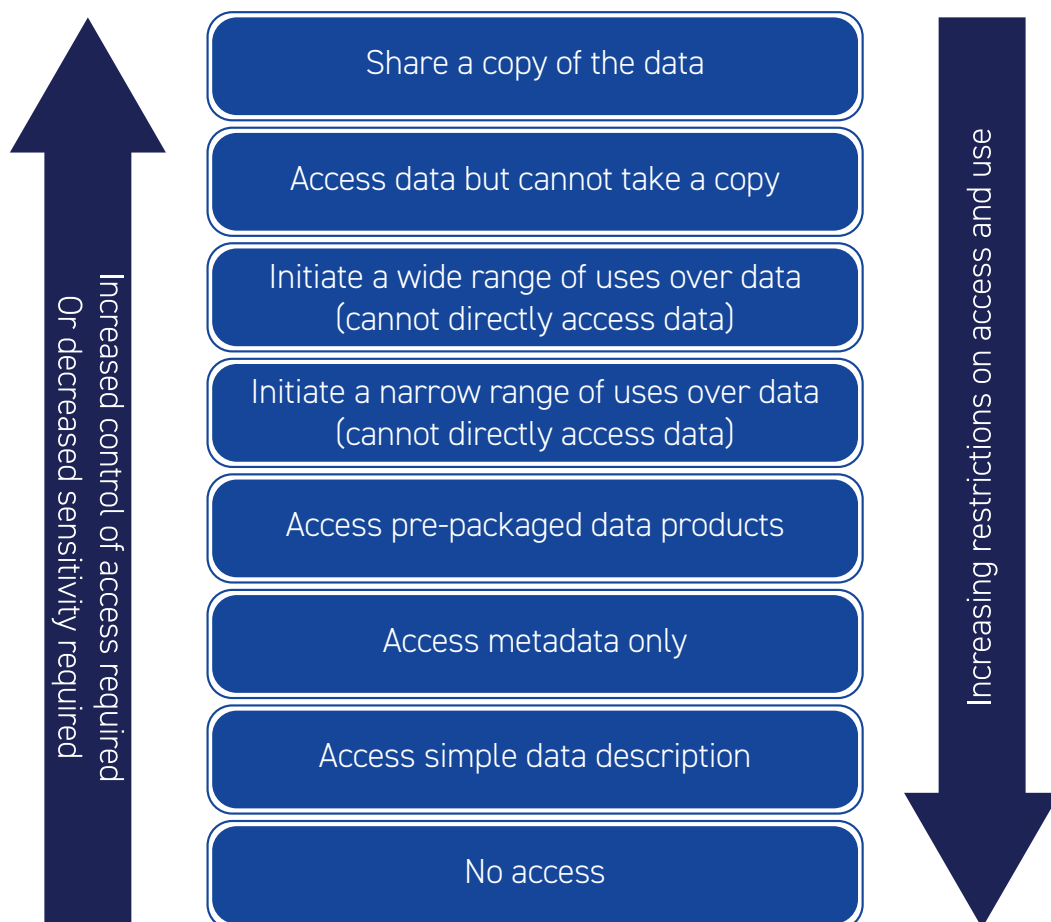 Share a copy of the data
Access data but cannot take a copy
Initiate a wide range of uses over data
(cannot directly access data)
Initiate a narrow range of uses over data
(cannot directly access data)
Access pre-packaged data products
Access metadata only
Access simple data description
No access
Increased control of access required
Or decreased sensitivity required
Increasing restrictions on access and use